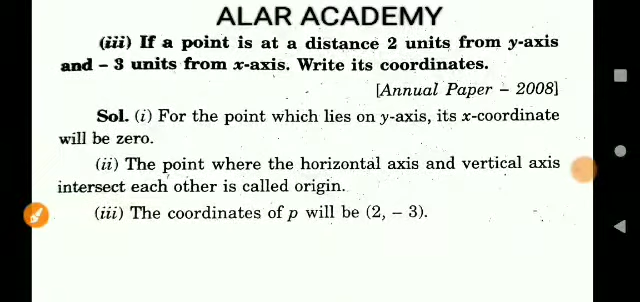 ALAR ACADEMY
(iii) If a point is at a distance 2 units from y-axis
and – 3 units from x-axis. Write its coordinates.
[Annual Paper – 2008]
Sol. (i) For the point which lies on y-axis, its x-coordinate
will be zero.
(ii) The point where the horizontal axis and vertical axis
intersect each other is called origin.
(iii) The coordinates of p will be (2, – 3).